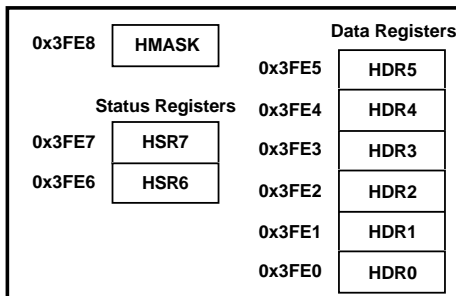 0x3FE8 HMASK
Status Registers
0x3FE7 HSR7
0x3FE6 HSR6
Data Registers
0x3FE5 HDR5
0x3FE4 HDR4
0x3FE3 HDR3
0x3FE2 HDR2
0x3FE1 HDR1
0x3FE0 HDR0